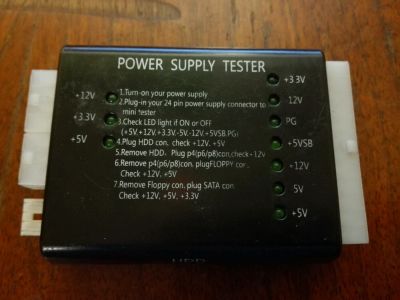 POWER SUPPLY TESTER
+12V
+3.3V
+5V
1.Turn-on your power supply
2.Plug-in your 24 pin power supply connector to
mini tester
3.Check LED light if ON or OFF
(+5v,+12v,+3.3v,-5v,-12v,+5VSB,PG)
4.Plug HDD con. check +12V, +5V
5. Remove HDD, Plug p4(p6/p8)con,check+12v
6.Remove p4(p6/p8)con. plugFLOPPY con.
Check +12V, +5V
7.Remove Floppy con. plug SATA con.
Check +12V, +5V, +3.3V
+3.3V
12V
PG
+5VSB
+12V
5V
+5V
HDD